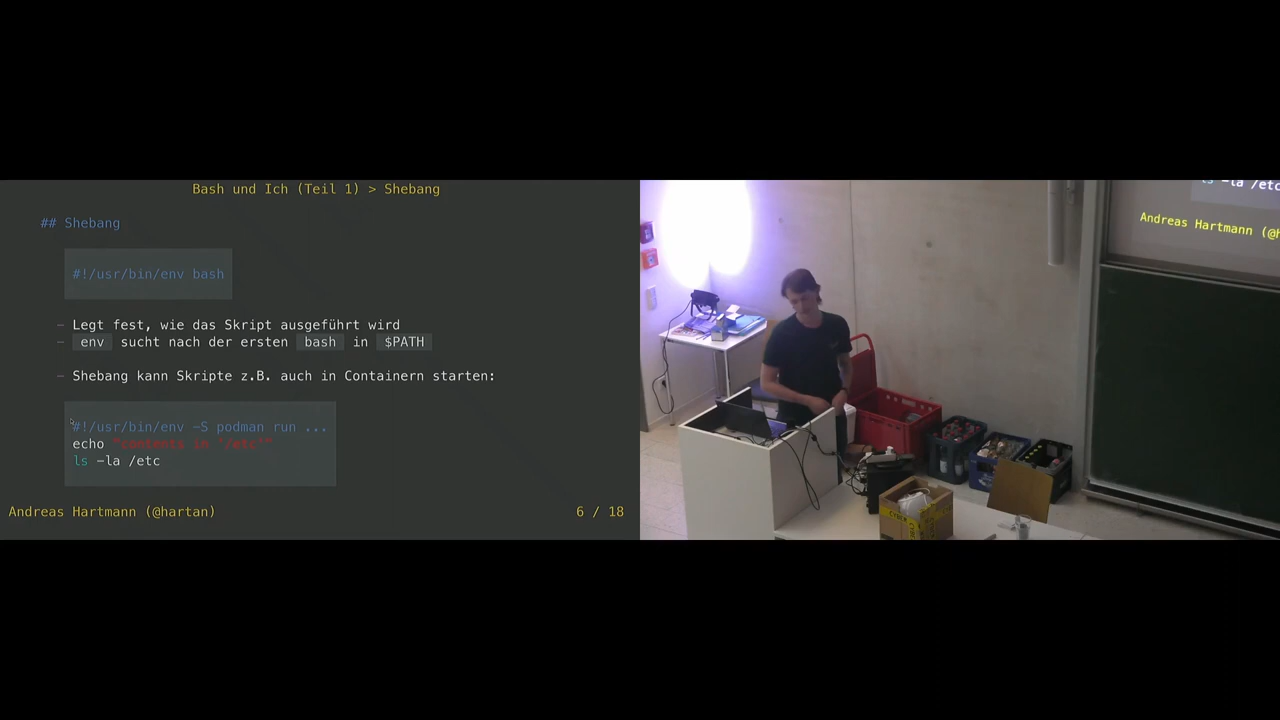 Bash und Ich (Teil 1) > Shebang
## Shebang
#!/usr/bin/env bash
- Legt fest, wie das Skript ausgeführt wird
- env sucht nach der ersten bash in $PATH
- Shebang kann Skripte z.B. auch in Containern starten:
#!/usr/bin/env -S podman run ...
echo "contents in '/etc'"
ls -la /etc
Andreas Hartmann (@hartan)
6 / 18
ls -la /etc
Andreas Hartmann (@h